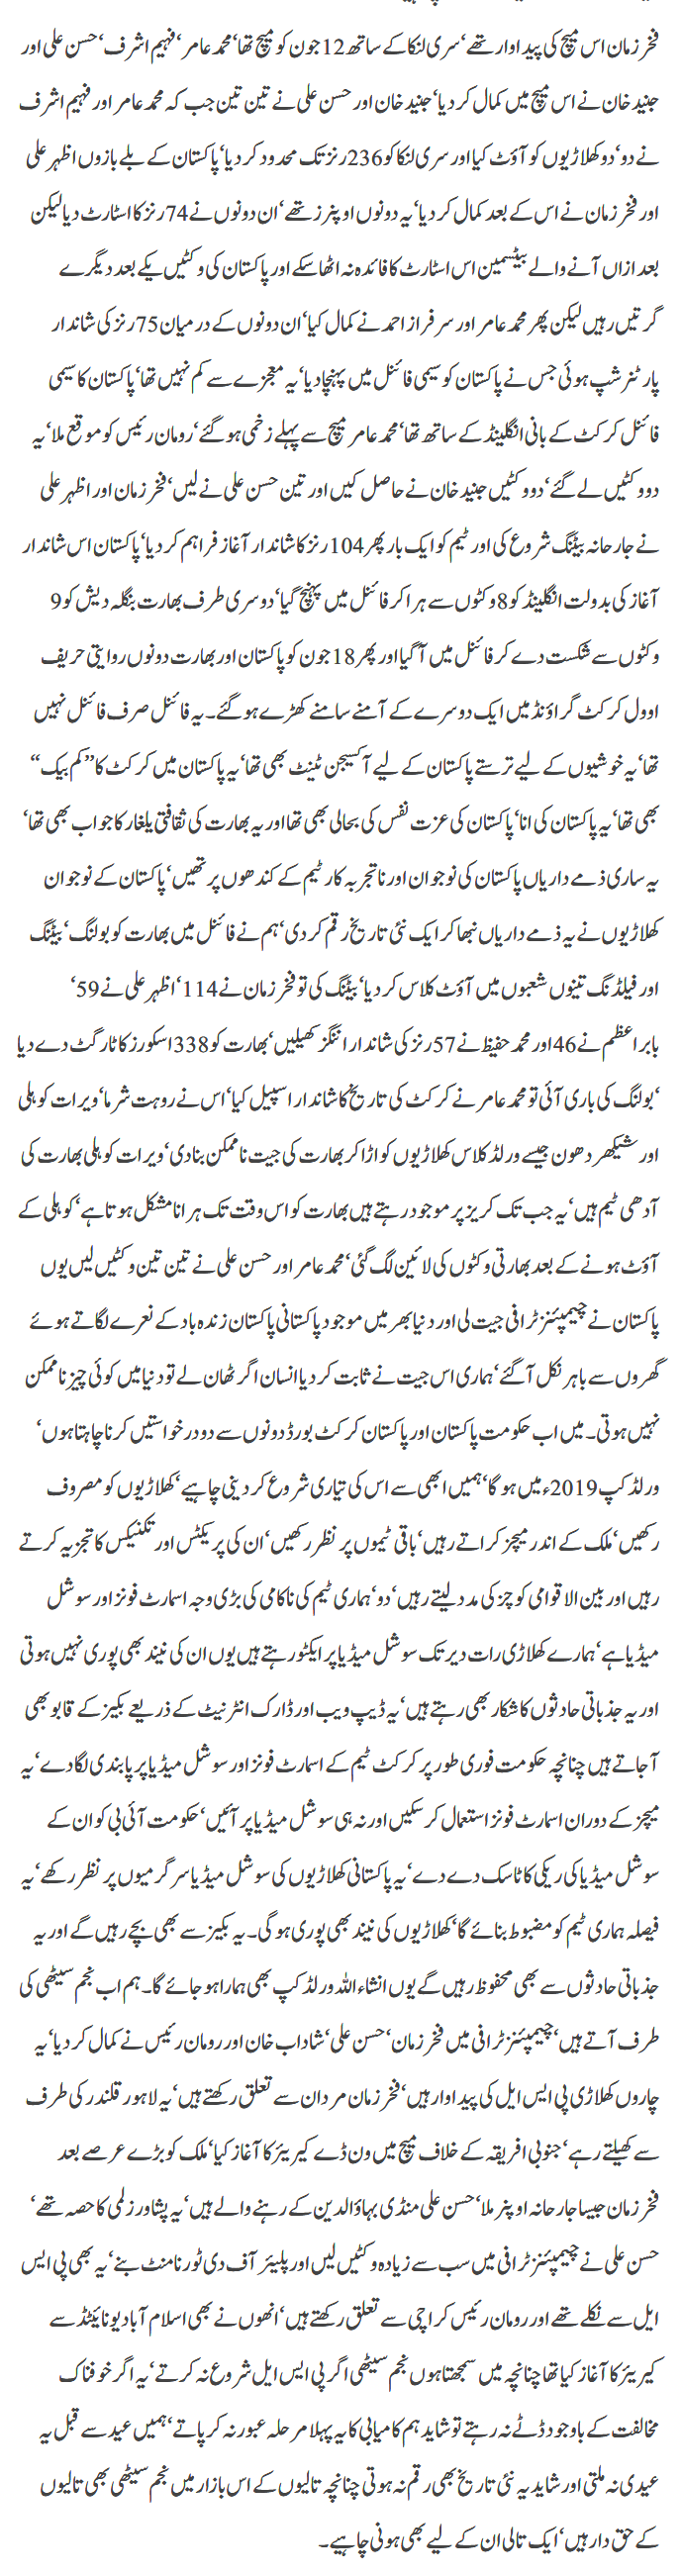 فخر زمان اس میچ کی پیداوار تھے‘ سری لنکا کے ساتھ 12 جون کو میچ تھا‘ محمد عامر‘ فہیم اشرف‘ حسن علی اور
جنید خان نے اس میچ میں کمال کر دیا‘ جنید خان اور حسن علی نے تین تین جب کہ محمد عامر اور فہیم اشرف
نے دو‘ دو کھلاڑیوں کو آؤٹ کیا اور سری لنکا کو 236 رنز تک محدود کر دیا‘ پاکستان کے بلے بازوں اظہر علی
اور فخر زمان نے اس کے بعد کمال کر دیا‘ یہ دونوں اوپنرز تھے‘ ان دونوں نے 74 رنز کا اسٹارٹ دیا لیکن
بعد ازاں آنے والے بیٹسمین اس اسٹارٹ کا فائدہ نہ اٹھا سکے اور پاکستان کی وکٹیں یکے بعد دیگرے
گرتیں رہیں لیکن پھر محمد عامر اور سرفراز احمد نے کمال کیا‘ ان دونوں کے درمیان 75 رنز کی شاندار
پارٹنر شپ ہوئی جس نے پاکستان کو سیمی فائنل میں پہنچا دیا‘ یہ معجزے سے کم نہیں تھا‘ پاکستان کا سیمی
فائنل کرکٹ کے بانی انگلینڈ کے ساتھ تھا‘ محمد عامر میچ سے پہلے زخمی ہو گئے‘ رومان رئیس کو موقع ملا‘ یہ
دو وکٹیں لے گئے‘ دو وکٹیں جنید خان نے حاصل کیں اور تین حسن علی نے لیں‘ فخر زمان اور اظہر علی
نے جارحانہ بیٹنگ شروع کی اور ٹیم کو ایک بار پھر 104 رنز کا شاندار آغاز فراہم کر دیا‘ پاکستان اس شاندار
آغاز کی بدولت انگلینڈ کو 8 وکٹوں سے ہرا کر فائنل میں پہنچ گیا‘ دوسری طرف بھارت بنگلہ دیش کو 9
وکٹوں سے شکست دے کر فائنل میں آ گیا اور پھر 18 جون کو پاکستان اور بھارت دونوں روایتی حریف
اوول کرکٹ گراؤنڈ میں ایک دوسرے کے آمنے سامنے کھڑے ہو گئے۔ یہ فائنل صرف فائنل نہیں
تھا‘ یہ خوشیوں کے لیے ترستے پاکستان کے لیے آکسیجن ٹینٹ بھی تھا‘ یہ پاکستان میں کرکٹ کا ’’کم بیک‘‘
بھی تھا‘ یہ پاکستان کی انا‘ پاکستان کی عزت نفس کی بحالی بھی تھا اور یہ بھارت کی ثقافتی یلغار کا جواب بھی تھا‘
یہ ساری ذمے داریاں پاکستان کی نوجوان اور ناتجربہ کار ٹیم کے کندھوں پر تھیں‘ پاکستان کے نوجوان
کھلاڑیوں نے یہ ذمے داریاں نبھا کر ایک نئی تاریخ رقم کر دی‘ ہم نے فائنل میں بھارت کو بولنگ‘ بیٹنگ
اور فیلڈنگ تینوں شعبوں میں آؤٹ کلاس کر دیا‘ بیٹنگ کی تو فخر زمان نے 114‘ اظہر علی نے 59‘
بابر اعظم نے 46 اور محمد حفیظ نے 57 رنز کی شاندار اننگز کھیلیں‘ بھارت کو 338 اسکورز کا ٹارگٹ دے دیا
‘ بولنگ کی باری آئی تو محمد عامر نے کرکٹ کی تاریخ کا شاندار اسپیل کیا‘ اس نے روہت شرما‘ ویرات کوہلی
اور شیکھر دھون جیسے ورلڈ کلاس کھلاڑیوں کو اڑا کر بھارت کی جیت ناممکن بنا دی‘ ویرات کوہلی بھارت کی
آدھی ٹیم ہیں‘ یہ جب تک کریز پر موجود رہتے ہیں بھارت کو اس وقت تک ہرانا مشکل ہوتا ہے‘ کوہلی کے
آؤٹ ہونے کے بعد بھارتی وکٹوں کی لائین لگ گئی‘ محمد عامر اور حسن علی نے تین تین وکٹیں لیں یوں
پاکستان نے چیمپئنز ٹرافی جیت لی اور دنیا بھر میں موجود پاکستانی پاکستان زندہ باد کے نعرے لگاتے ہوئے
گھروں سے باہر نکل آ گئے‘ ہماری اس جیت نے ثابت کر دیا انسان اگر ٹھان لے تو دنیا میں کوئی چیز ناممکن
نہیں ہوتی۔ میں اب حکومت پاکستان اور پاکستان کرکٹ بورڈ دونوں سے دو درخواستیں کرنا چاہتا ہوں‘
ورلڈ کپ 2019ء میں ہو گا‘ ہمیں ابھی سے اس کی تیاری شروع کر دینی چاہیے‘ کھلاڑیوں کو مصروف
رکھیں‘ ملک کے اندر میچز کراتے رہیں‘ باقی ٹیموں پر نظر رکھیں‘ ان کی پریکٹس اور تکنیکس کا تجزیہ کرتے
رہیں اور بین الاقوامی کوچز کی مدد لیتے رہیں‘ دو‘ ہماری ٹیم کی ناکامی کی بڑی وجہ اسمارٹ فونز اور سوشل
میڈیا ہے‘ ہمارے کھلاڑی رات دیر تک سوشل میڈیا پر ایکٹو رہتے ہیں یوں ان کی نیند بھی پوری نہیں ہوتی
اور یہ جذباتی حادثوں کا شکار بھی رہتے ہیں‘ یہ ڈیپ ویب اور ڈارک انٹرنیٹ کے ذریعے بکیز کے قابو بھی
آ جاتے ہیں چنانچہ حکومت فوری طور پر کرکٹ ٹیم کے اسمارٹ فونز اور سوشل میڈیا پر پابندی لگا دے‘ یہ
میچز کے دوران اسمارٹ فونز استعمال کر سکیں اور نہ ہی سوشل میڈیا پر آئیں‘ حکومت آئی بی کو ان کے
سوشل میڈیا کی ریکی کا ٹاسک دے دے‘ یہ پاکستانی کھلاڑیوں کی سوشل میڈیا سرگرمیوں پر نظر رکھے‘ یہ
فیصلہ ہماری ٹیم کو مضبوط بنائے گا‘ کھلاڑیوں کی نیند بھی پوری ہو گی۔ یہ بکیز سے بھی بچے رہیں گے اور یہ
جذباتی حادثوں سے بھی محفوظ رہیں گے یوں انشاء اللہ ورلڈ کپ بھی ہمارا ہو جائے گا۔ ہم اب نجم سیٹھی کی
طرف آتے ہیں‘ چیمپئنز ٹرافی میں فخر زمان‘ حسن علی‘ شاداب خان اور رومان رئیس نے کمال کر دیا‘ یہ
چاروں کھلاڑی پی ایس ایل کی پیداوار ہیں‘ فخر زمان مردان سے تعلق رکھتے ہیں‘ یہ لاہور قلندر کی طرف
سے کھیلتے رہے‘ جنوبی افریقہ کے خلاف میچ میں ون ڈے کیریئر کا آغاز کیا‘ ملک کو بڑے عرصے بعد
فخر زمان جیسا جارحانہ اوپنر ملا‘ حسن علی منڈی بہاؤالدین کے رہنے والے ہیں‘ یہ پشاور زلمی کا حصہ تھے‘
حسن علی نے چیمپئنز ٹرافی میں سب سے زیادہ وکٹیں لیں اور پلیئر آف دی ٹورنامنٹ بنے‘ یہ بھی پی ایس
ایل سے نکلے تھے اور رومان رئیس کراچی سے تعلق رکھتے ہیں‘ انھوں نے بھی اسلام آباد یونائیٹڈ سے
کیریئر کا آغاز کیا تھا چنانچہ میں سمجھتا ہوں نجم سیٹھی اگر پی ایس ایل شروع نہ کرتے‘ یہ اگر خوفناک
مخالفت کے باوجود ڈٹے نہ رہتے تو شاید ہم کامیابی کا یہ پہلا مرحلہ عبور نہ کر پاتے‘ ہمیں عید سے قبل یہ
عیدی نہ ملتی اور شاید یہ نئی تاریخ بھی رقم نہ ہوتی چنانچہ تالیوں کے اس بازار میں نجم سیٹھی بھی تالیوں
کے حق دار ہیں‘ ایک تالی ان کے لیے بھی ہونی چاہیے۔